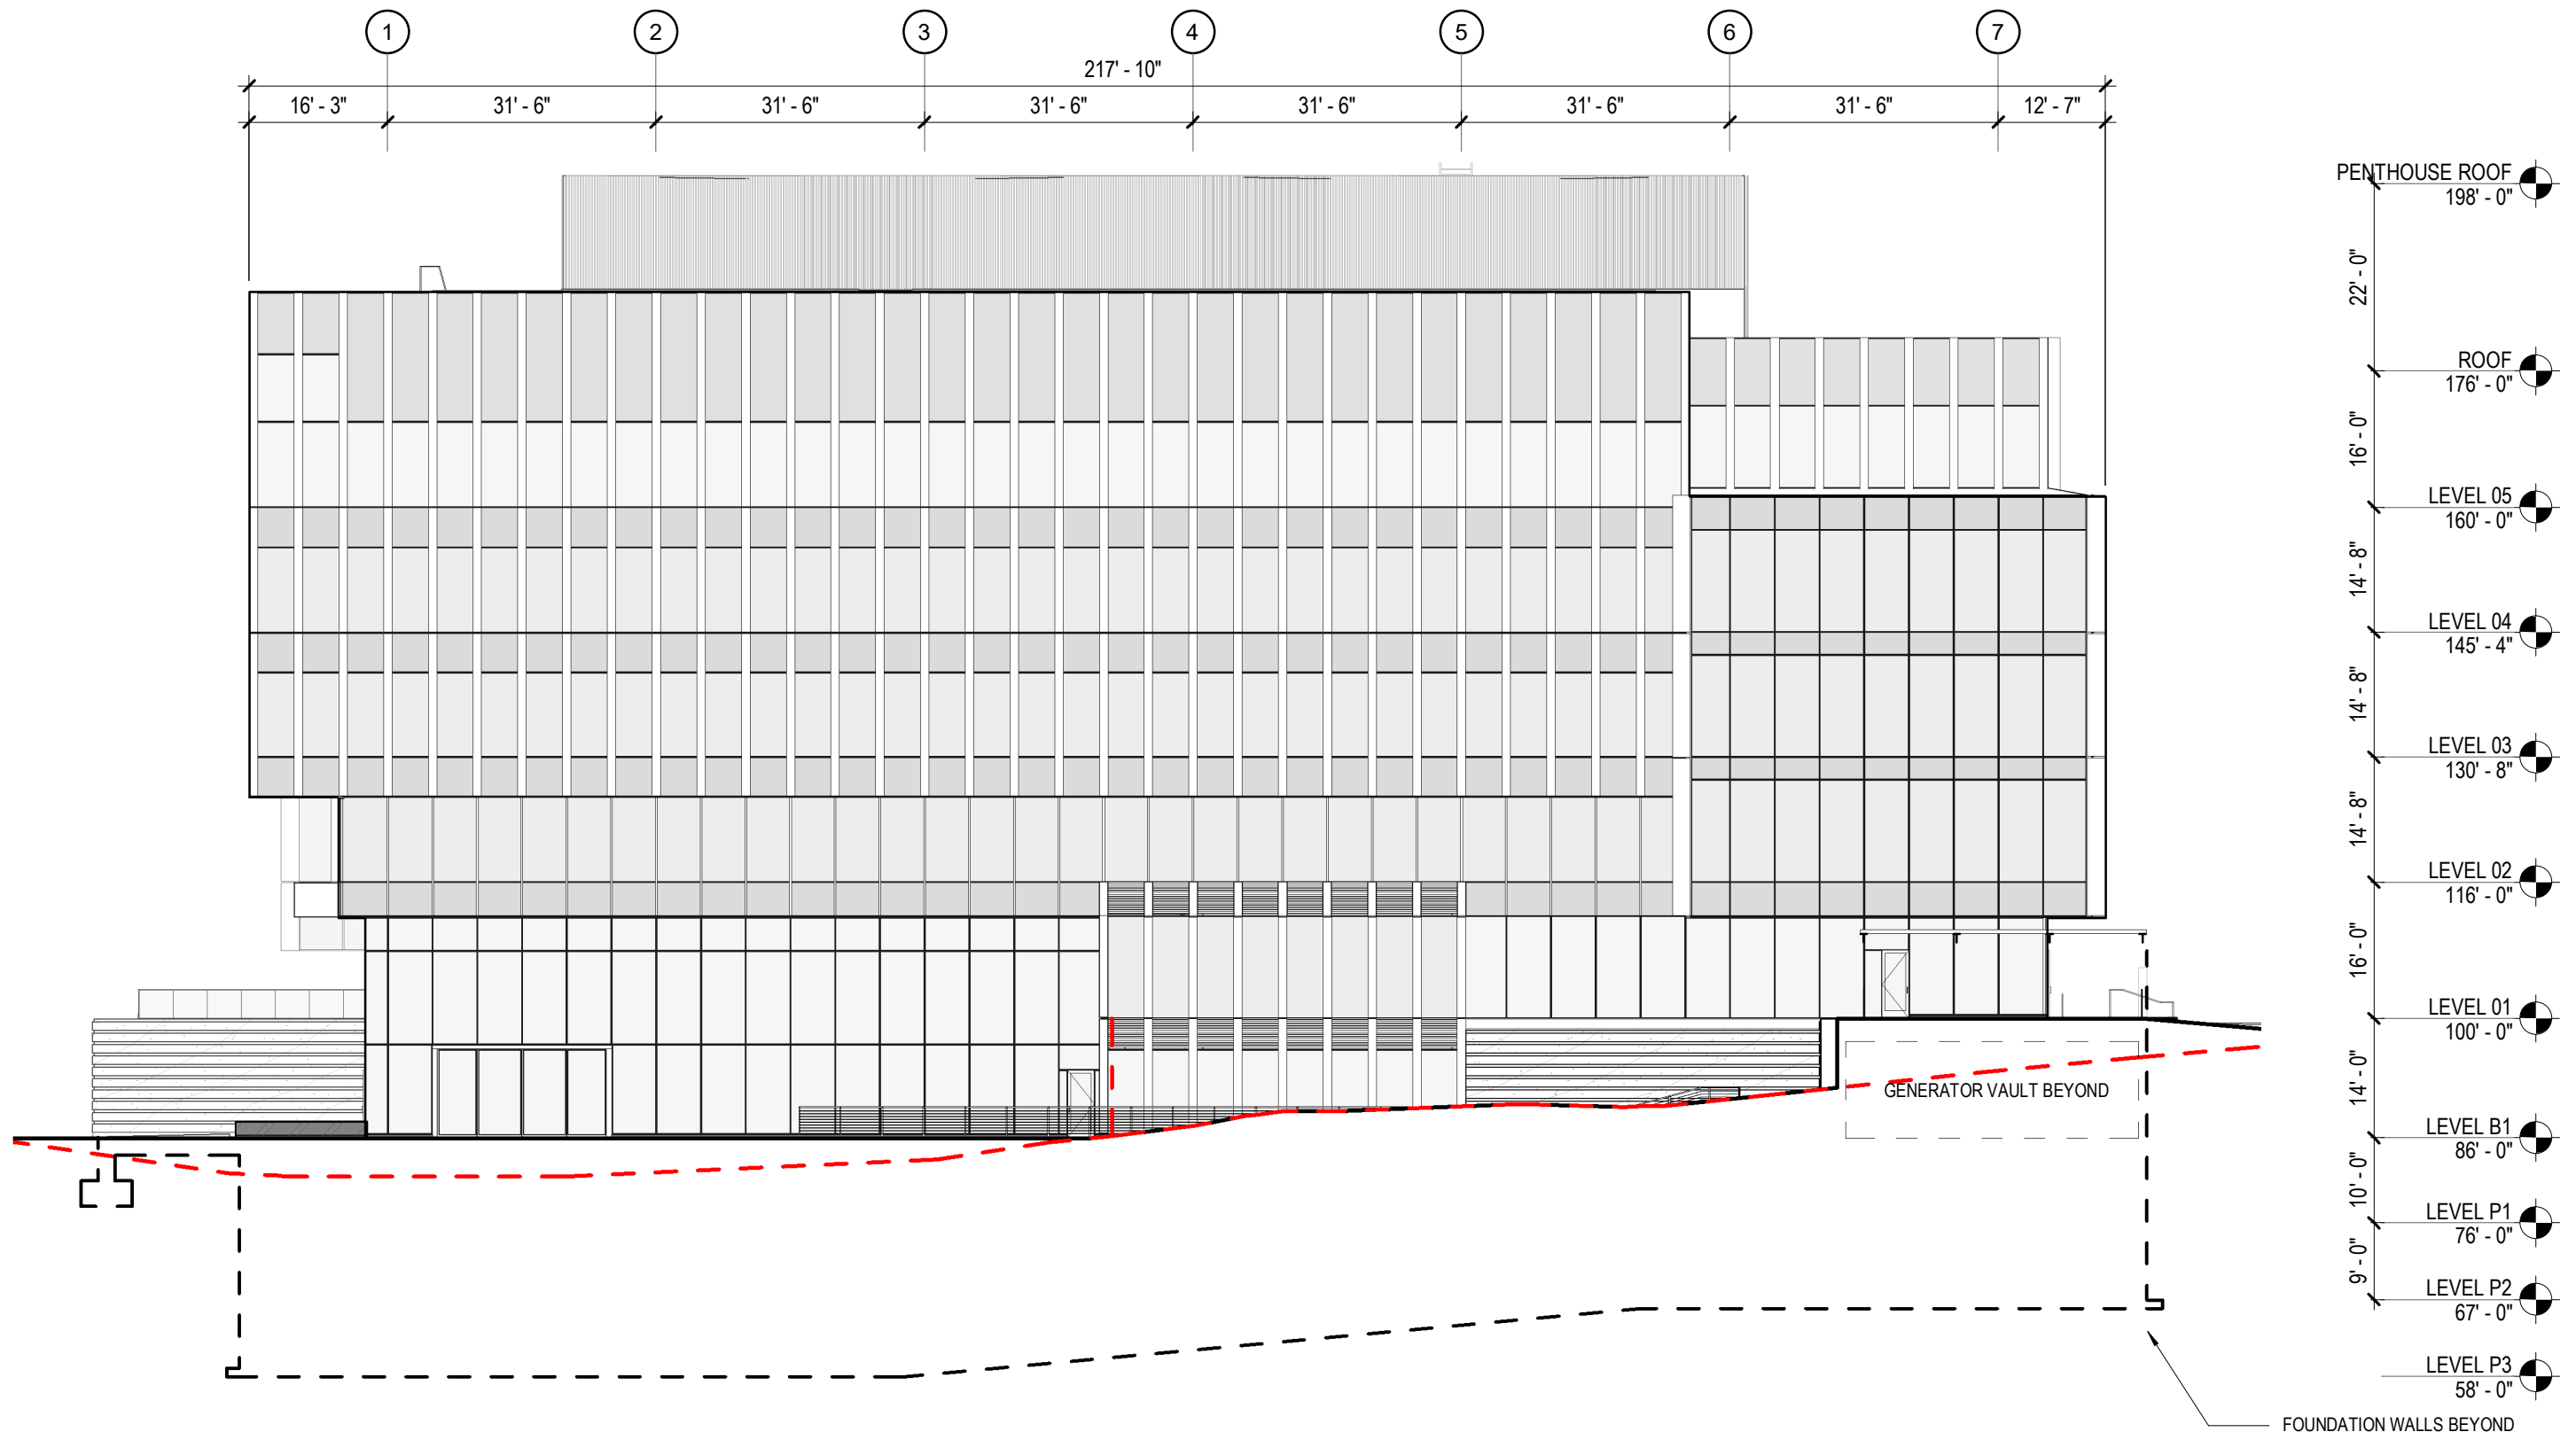 1 2 3 4 5 6 7
217' - 10"
16' - 3" 31' - 6" 31' - 6" 31' - 6" 31' - 6" 31' - 6" 31' - 6" 12' - 7"
PENTHOUSE ROOF
198' - 0"
22' - 0"
ROOF
176' - 0"
16' - 0"
LEVEL 05
160' - 0"
14' - 8"
LEVEL 04
145' - 4"
14' - 8"
LEVEL 03
130' - 8"
14' - 8"
LEVEL 02
116' - 0"
16' - 0"
LEVEL 01
100' - 0"
14' - 0"
GENERATOR VAULT BEYOND
LEVEL B1
86' - 0"
10' - 0"
LEVEL P1
76' - 0"
9' - 0"
LEVEL P2
67' - 0"
LEVEL P3
58' - 0"
FOUNDATION WALLS BEYOND